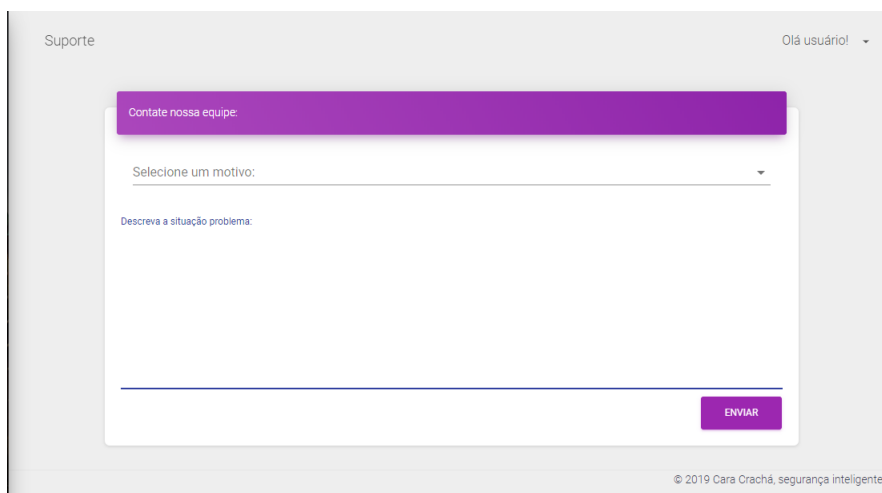 Suporte
Olá usuário!
Contate nossa equipe:
Selecione um motivo:
Descreva a situação problema:
ENVIAR
© 2019 Cara Crachá, segurança inteligente